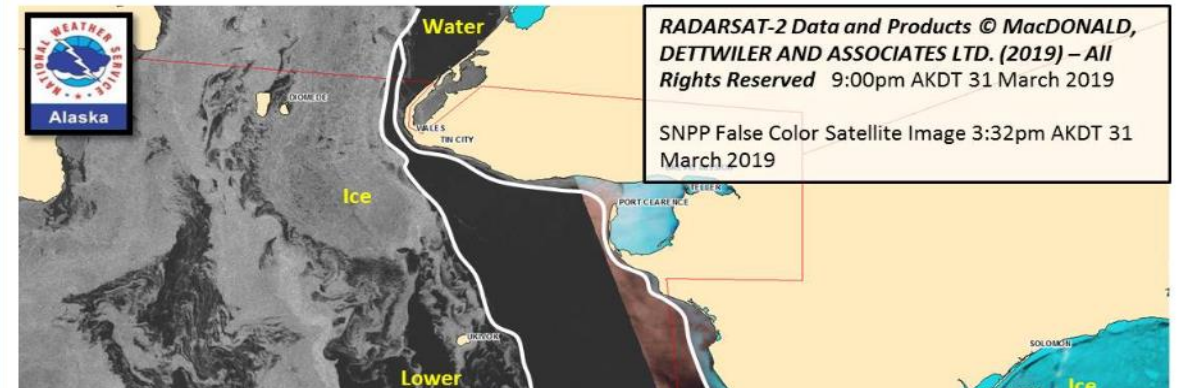 NATIONAL WEATHER SERVICE
Alaska
Water
RADARSAT-2 Data and Products © MacDONALD,
DETTWILER AND ASSOCIATES LTD. (2019) – All
Rights Reserved   9:00pm AKDT 31 March 2019
SNPP False Color Satellite Image 3:32pm AKDT 31
March 2019
DIOMEDE
WALES
TIN CITY
Ice
TELLER
PORT CLARENCE
UKIVOK
SOLOMON
Lower
Ice